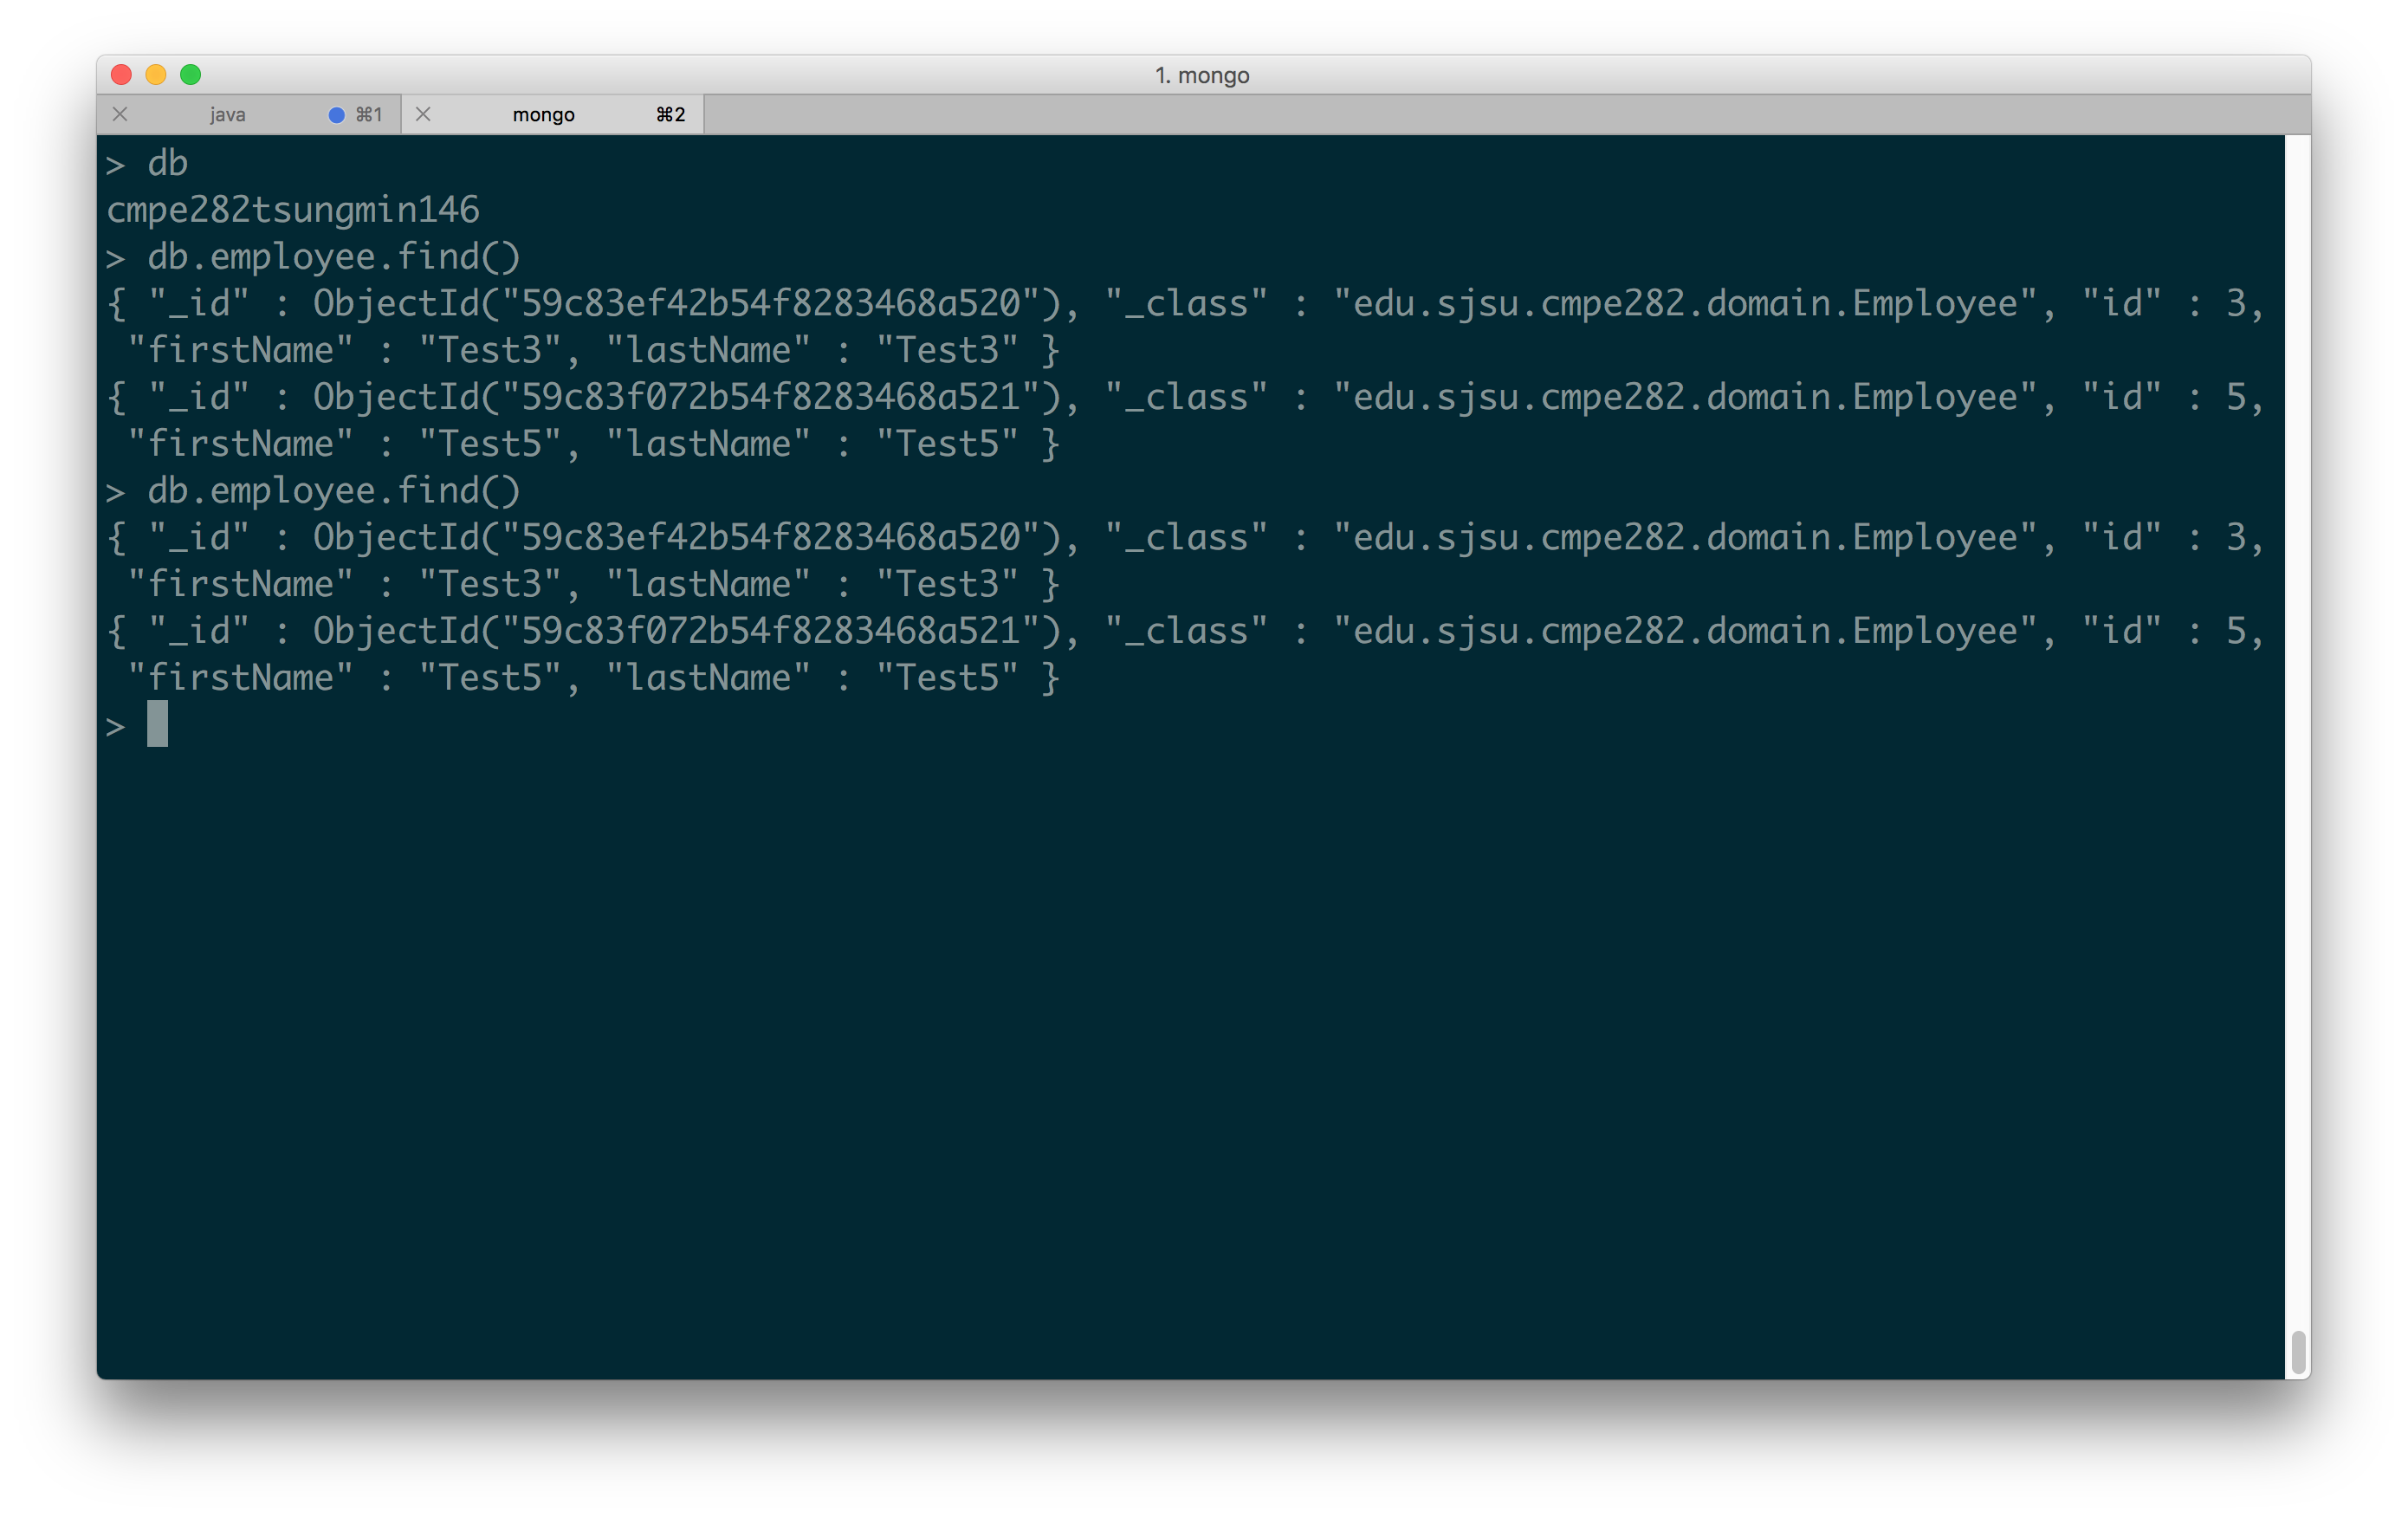 1. mongo
java ⌘1 mongo ⌘2
> db
cmpe282tsungmin146
> db.employee.find()
{ "_id" : ObjectId("59c83ef42b54f8283468a520"), "_class" : "edu.sjsu.cmpe282.domain.Employee", "id" : 3,
"firstName" : "Test3", "lastName" : "Test3" }
{ "_id" : ObjectId("59c83f072b54f8283468a521"), "_class" : "edu.sjsu.cmpe282.domain.Employee", "id" : 5,
"firstName" : "Test5", "lastName" : "Test5" }
> db.employee.find()
{ "_id" : ObjectId("59c83ef42b54f8283468a520"), "_class" : "edu.sjsu.cmpe282.domain.Employee", "id" : 3,
"firstName" : "Test3", "lastName" : "Test3" }
{ "_id" : ObjectId("59c83f072b54f8283468a521"), "_class" : "edu.sjsu.cmpe282.domain.Employee", "id" : 5,
"firstName" : "Test5", "lastName" : "Test5" }
>